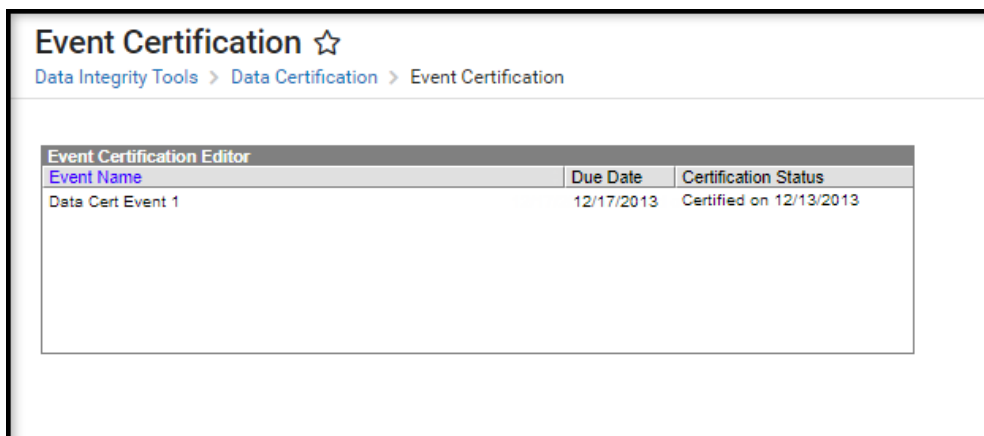 Event Certification
Data Integrity Tools > Data Certification > Event Certification
Event Certification Editor
Event Name Due Date Certification Status
Data Cert Event 1 12/17/2013 Certified on 12/13/2013